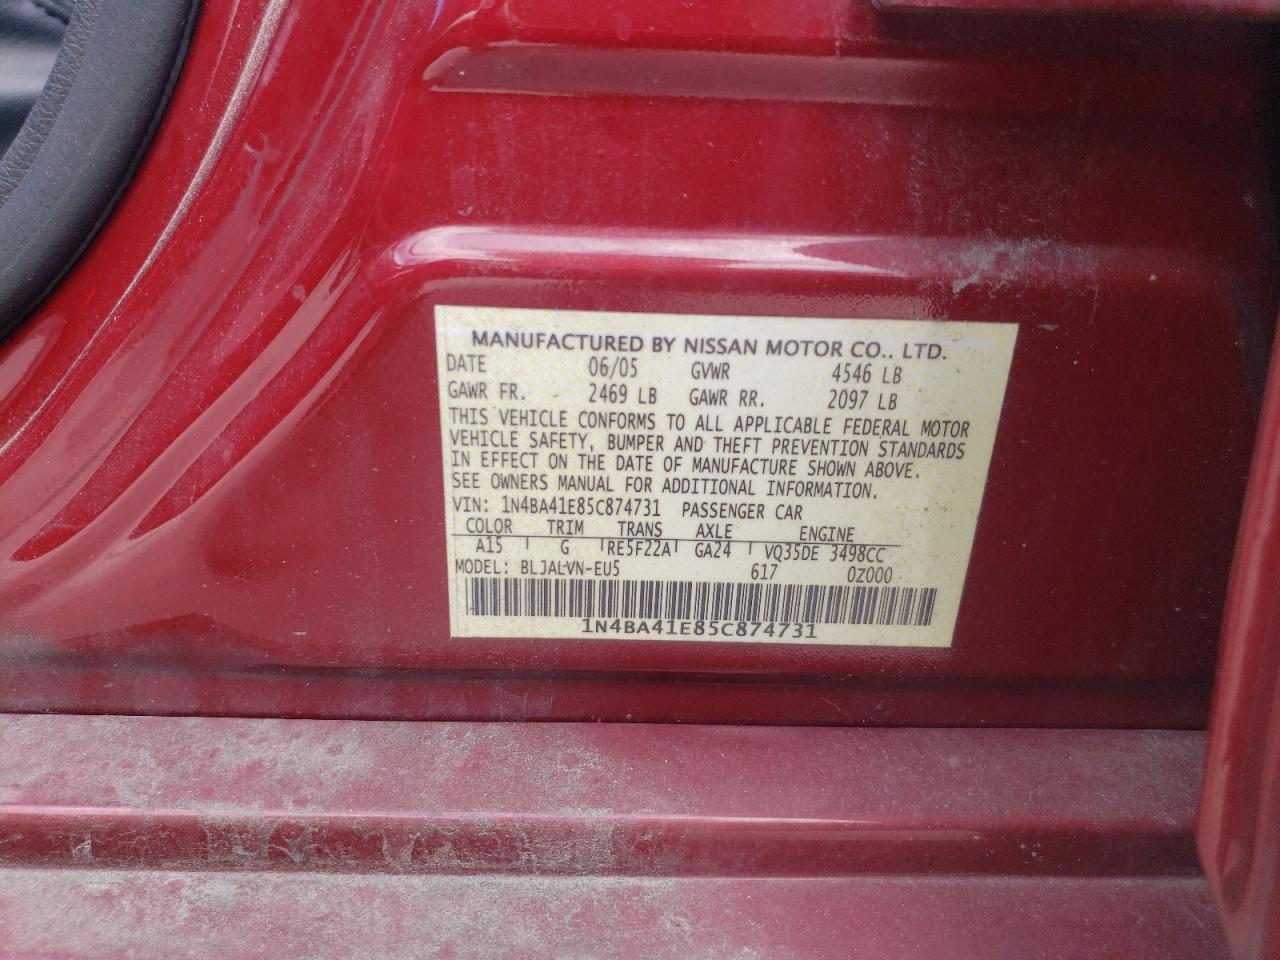 MANUFACTURED BY NISSAN MOTOR CO., LTD.
DATE 06/05 GVWR 4546 LB
GAWR FR. 2469 LB GAWR RR. 2097 LB
THIS VEHICLE CONFORMS TO ALL APPLICABLE FEDERAL MOTOR
VEHICLE SAFETY, BUMPER AND THEFT PREVENTION STANDARDS
IN EFFECT ON THE DATE OF MANUFACTURE SHOWN ABOVE.
SEE OWNERS MANUAL FOR ADDITIONAL INFORMATION.
VIN: 1N4BA41E85C874731 PASSENGER CAR
COLOR TRIM TRANS AXLE ENGINE
A15 G RE5F22A GA24 VQ35DE 3498CC
MODEL: BLJALVN-EU5 617 0Z000
1N4BA41E85C874731